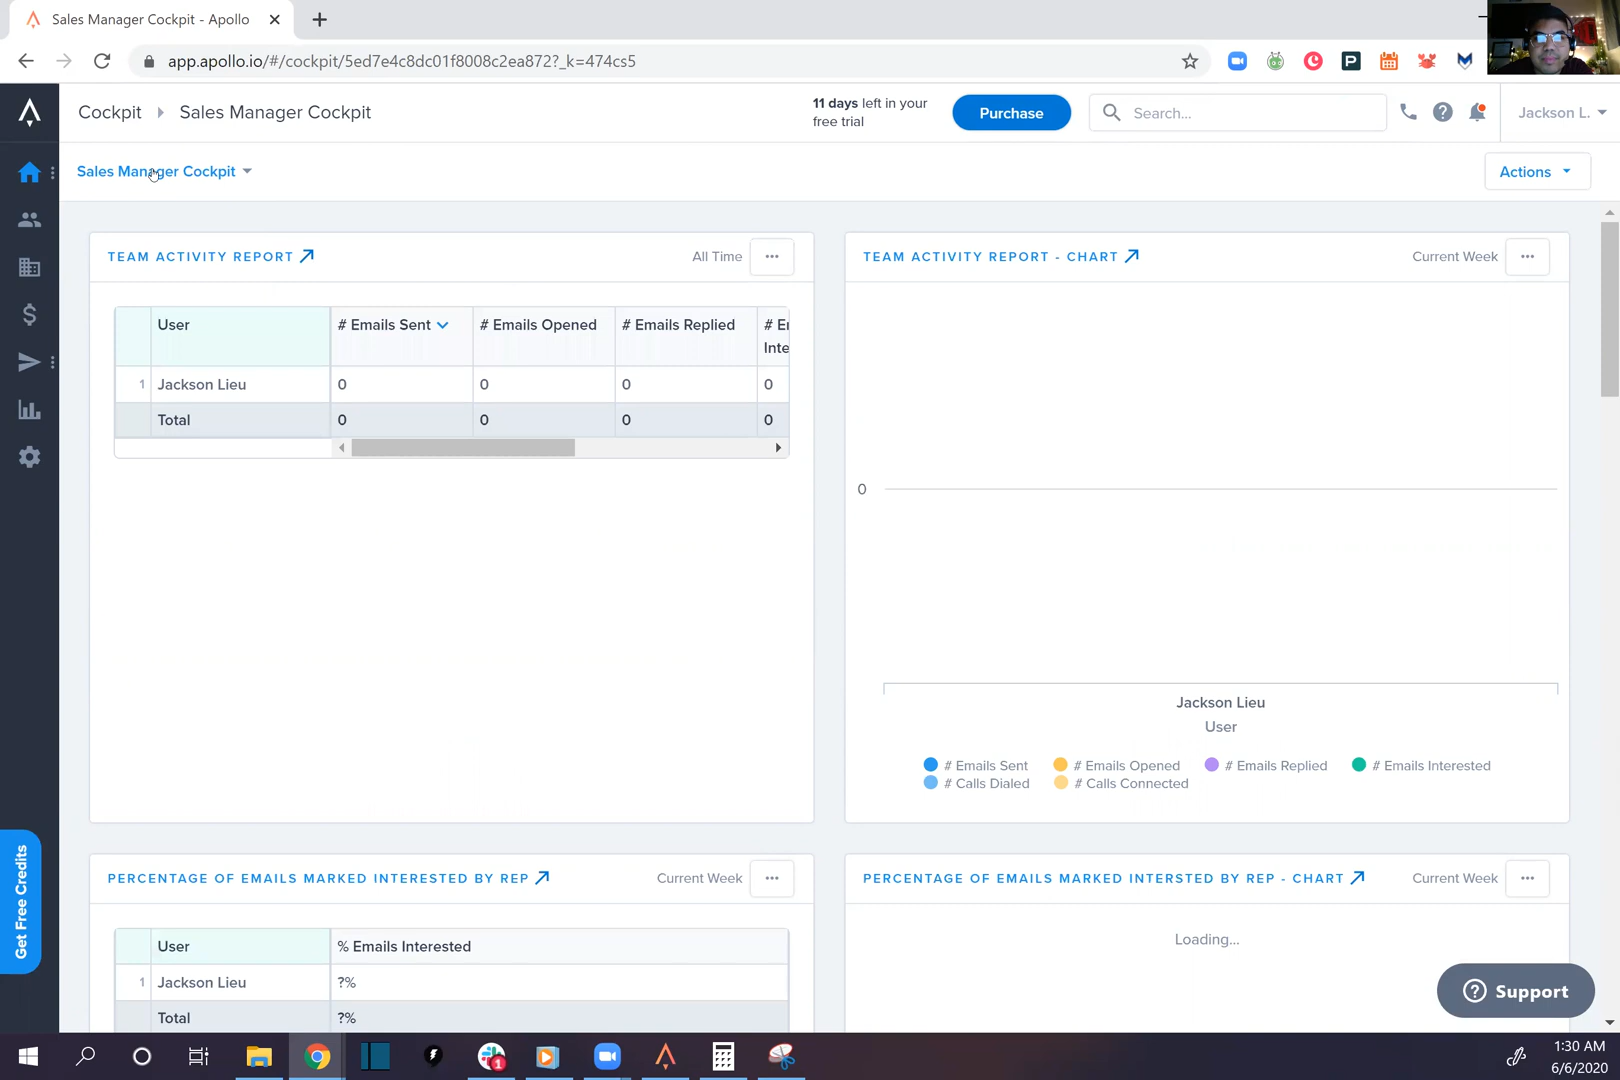 Sales Manager Cockpit - Apollo
app.apollo.io/#/cockpit/5ed7e4c8dc01f8008c2ea872?_k=474cs5
Cockpit
Sales Manager Cockpit
11 days left in your
free trial
Purchase
Search...
Jackson L.
Sales Manager Cockpit
Actions
TEAM ACTIVITY REPORT
All Time
User
# Emails Sent
# Emails Opened
# Emails Replied
# E
Inte
1
Jackson Lieu
0
0
0
0
Total
0
0
0
0
TEAM ACTIVITY REPORT - CHART
Current Week
0
Jackson Lieu
User
# Emails Sent
# Emails Opened
# Emails Replied
# Emails Interested
# Calls Dialed
# Calls Connected
PERCENTAGE OF EMAILS MARKED INTERESTED BY REP
Current Week
User
% Emails Interested
1
Jackson Lieu
?%
Total
?%
PERCENTAGE OF EMAILS MARKED INTERSTED BY REP - CHART
Current Week
Loading...
Get Free Credits
Support
1
1:30 AM
6/6/2020